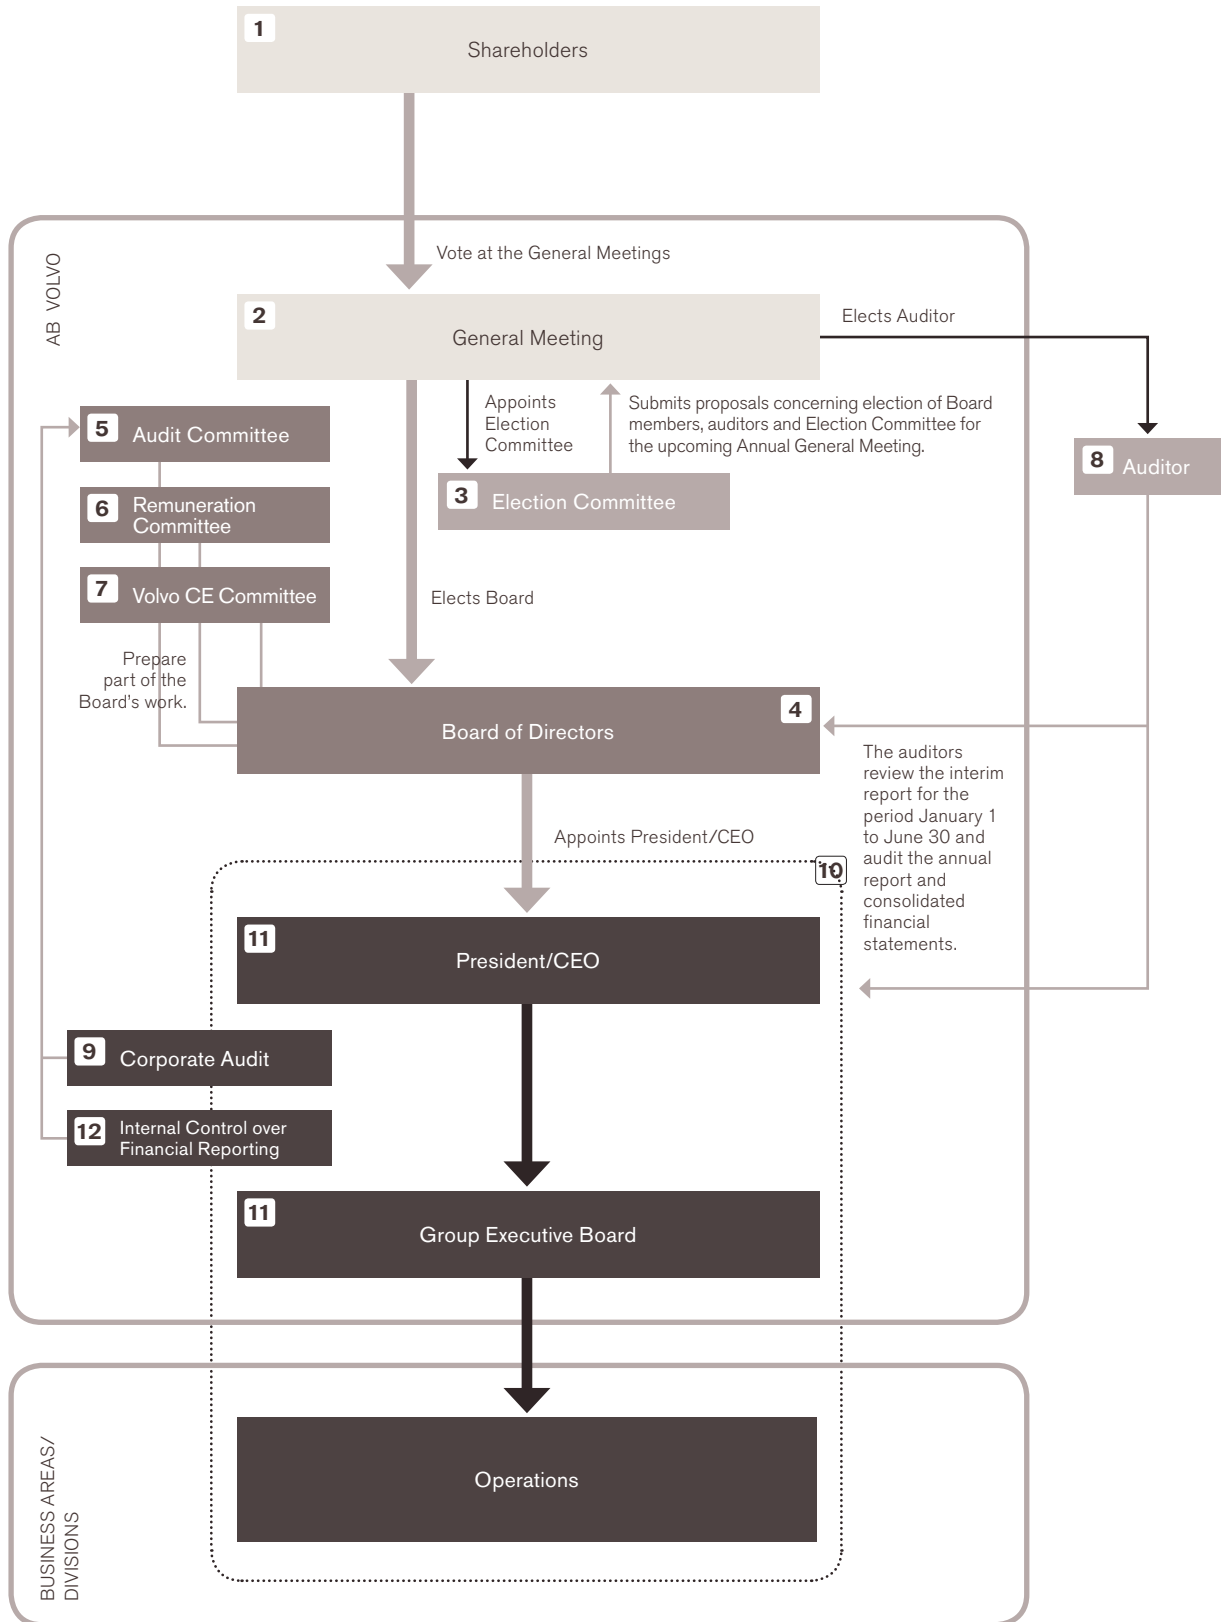 1
Shareholders
Vote at the General Meetings
AB VOLVO
2
General Meeting
Elects Auditor
Appoints
Election
Committee
Submits proposals concerning election of Board
members, auditors and Election Committee for
the upcoming Annual General Meeting.
5 Audit Committee
8 Auditor
3 Election Committee
6 Remuneration
Committee
7 Volvo CE Committee
Elects Board
Prepare
part of the
Board's work.
4
Board of Directors
The auditors
review the interim
report for the
period January 1
to June 30 and
audit the annual
report and
consolidated
financial
statements.
Appoints President/CEO
10
11
President/CEO
9 Corporate Audit
12 Internal Control over
Financial Reporting
11
Group Executive Board
Operations
BUSINESS AREAS/
DIVISIONS